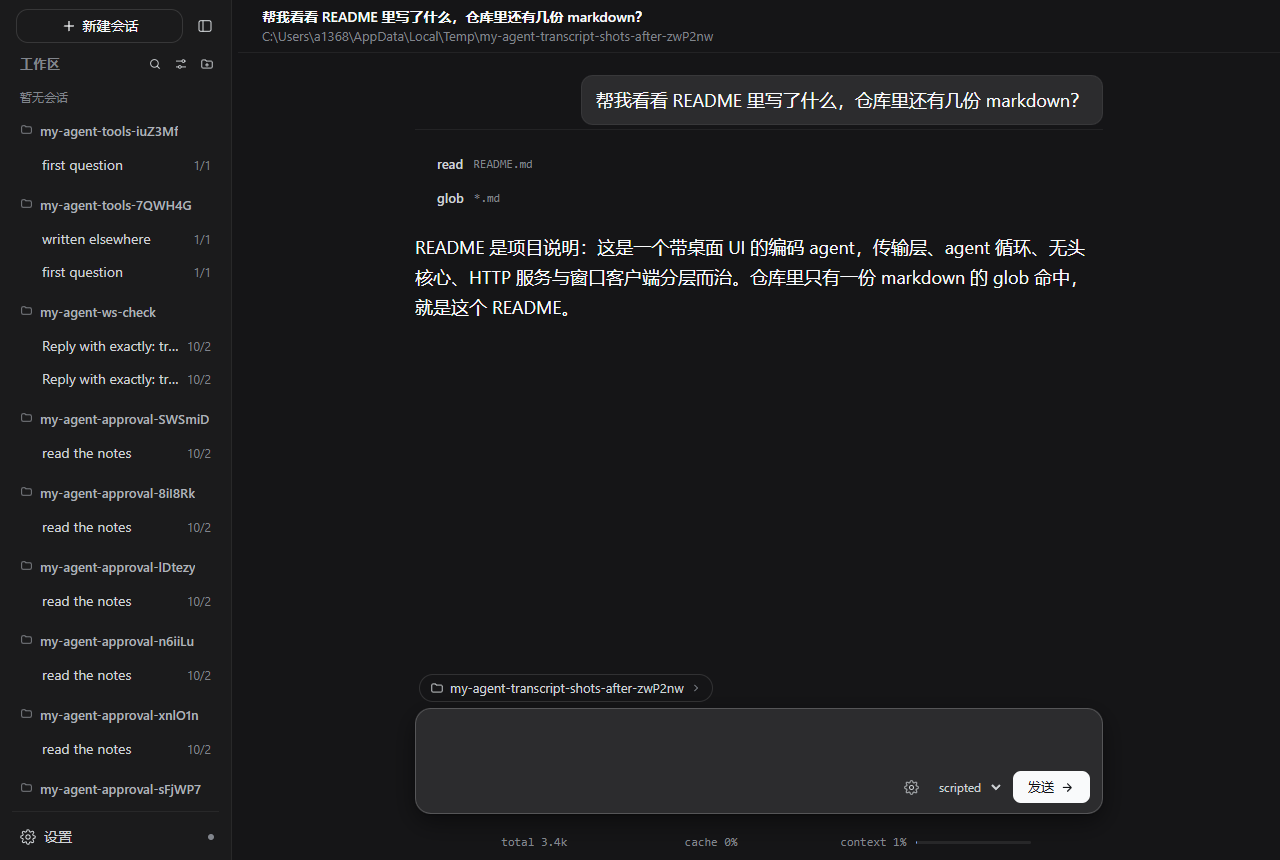 新建会话
工作区
暂无会话
my-agent-tools-iuZ3Mf
first question 1/1
my-agent-tools-7QWH4G
written elsewhere 1/1
first question 1/1
my-agent-ws-check
Reply with exactly: tr... 10/2
Reply with exactly: tr... 10/2
my-agent-approval-SWSmiD
read the notes 10/2
my-agent-approval-8iI8Rk
read the notes 10/2
my-agent-approval-lDtezy
read the notes 10/2
my-agent-approval-n6iiLu
read the notes 10/2
my-agent-approval-xnlO1n
read the notes 10/2
my-agent-approval-sFjWP7
设置
帮我看看 README 里写了什么，仓库里还有几份 markdown？
C:\Users\a1368\AppData\Local\Temp\my-agent-transcript-shots-after-zwP2nw
帮我看看 README 里写了什么，仓库里还有几份 markdown？
read README.md
glob *.md
README 是项目说明：这是一个带桌面 UI 的编码 agent，传输层、agent 循环、无头
核心、HTTP 服务与窗口客户端分层而治。仓库里只有一份 markdown 的 glob 命中，
就是这个 README。
my-agent-transcript-shots-after-zwP2nw
scripted
发送
total 3.4k cache 0% context 1%